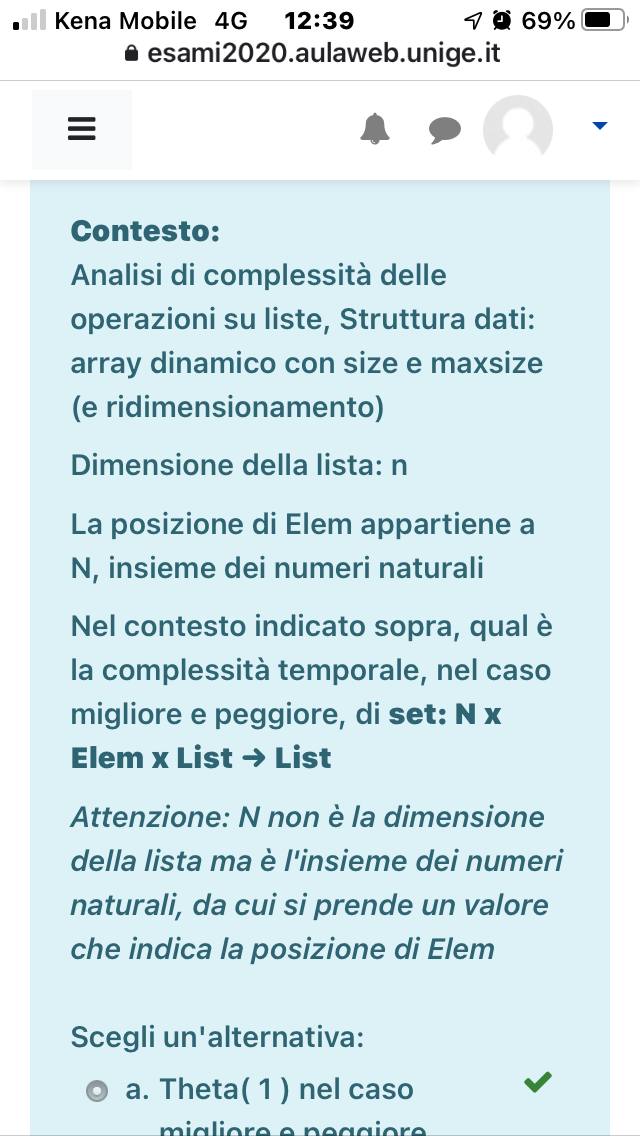 Kena Mobile 4G 12:39 69%
esami2020.aulaweb.unige.it
Contesto:
Analisi di complessità delle
operazioni su liste, Struttura dati:
array dinamico con size e maxsize
(e ridimensionamento)
Dimensione della lista: n
La posizione di Elem appartiene a
N, insieme dei numeri naturali
Nel contesto indicato sopra, qual è
la complessità temporale, nel caso
migliore e peggiore, di set: N x
Elem x List → List
Attenzione: N non è la dimensione
della lista ma è l'insieme dei numeri
naturali, da cui si prende un valore
che indica la posizione di Elem
Scegli un'alternativa:
a. Theta( 1 ) nel caso
migliore e peggiore